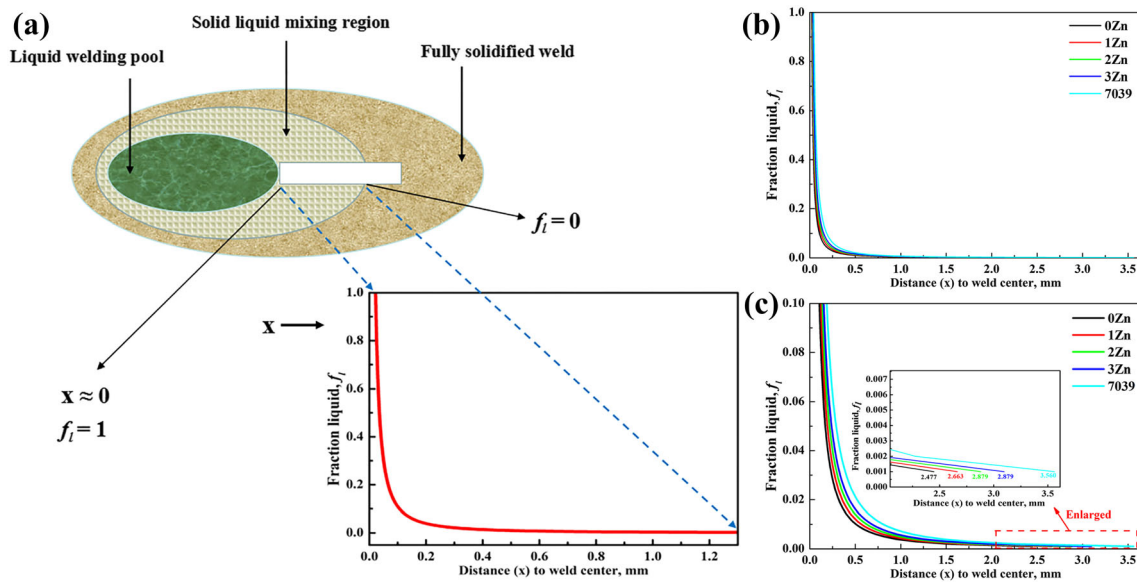 (a)
Solid liquid mixing region
Liquid welding pool
Fully solidified weld
fl = 0
x
x ≈ 0
fl = 1
1.0
0.8
0.6
0.4
0.2
0.0
Fraction liquid, fl
0.0 0.2 0.4 0.6 0.8 1.0 1.2
Distance (x) to weld center, mm
(b)
1.0
0.8
0.6
0.4
0.2
0.0
Fraction liquid, fl
0Zn
1Zn
2Zn
3Zn
7039
0.0 0.5 1.0 1.5 2.0 2.5 3.0 3.5
Distance (x) to weld center, mm
(c)
0.10
0.08
0.06
0.04
0.02
0.00
Fraction liquid, fl
0Zn
1Zn
2Zn
3Zn
7039
0.007
0.006
0.005
0.004
0.003
0.002
0.001
0.000
Fraction liquid, fl
2.477 2.663 2.879 2.879 3.560
2.5 3.0 3.5
Distance (x) to weld center, mm
Enlarged
0.0 0.5 1.0 1.5 2.0 2.5 3.0 3.5
Distance (x) to weld center, mm